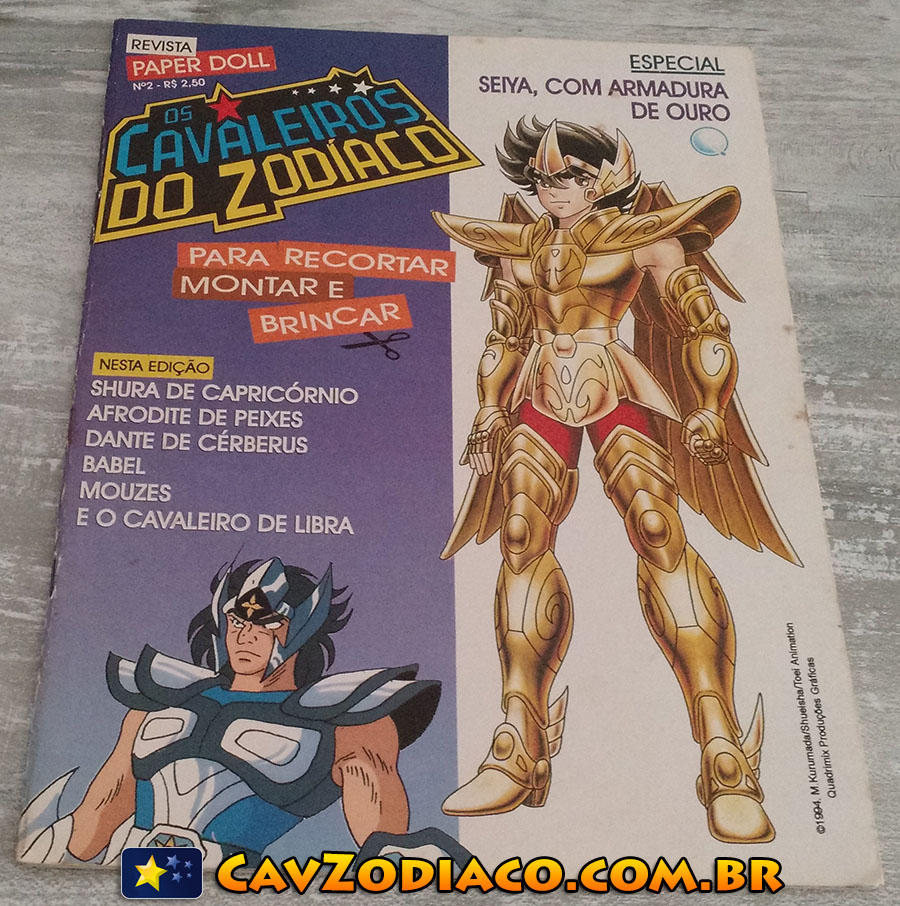 REVISTA
PAPER DOLL
Nº2 - R$ 2,50
OS
CAVALEIROS
DO ZODÍACO
PARA RECORTAR
MONTAR E
BRINCAR
NESTA EDIÇÃO
SHURA DE CAPRICÓRNIO
AFRODITE DE PEIXES
DANTE DE CÉRBERUS
BABEL
MOUZES
E O CAVALEIRO DE LIBRA
ESPECIAL
SEIYA, COM ARMADURA
DE OURO
©1994. M. Kurumada/Shueisha/Toei Animation
Quadrimix Produções Gráficas
CAVZODIACO.COM.BR